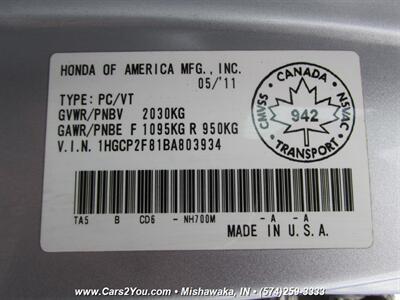 HONDA OF AMERICA MFG., INC.
05/'11
TYPE: PC/VT
GVWR/PNBV 2030KG
GAWR/PNBE F 1095KG R 950KG
V.I.N. 1HGCP2F81BA803934
CANADA
CMVSS
942
NSVAC
TRANSPORT
TA5 B CD6 - NH700M -A -A
MADE IN U.S.A.
www.Cars2You.com • Mishawaka, IN • (574)259-3333